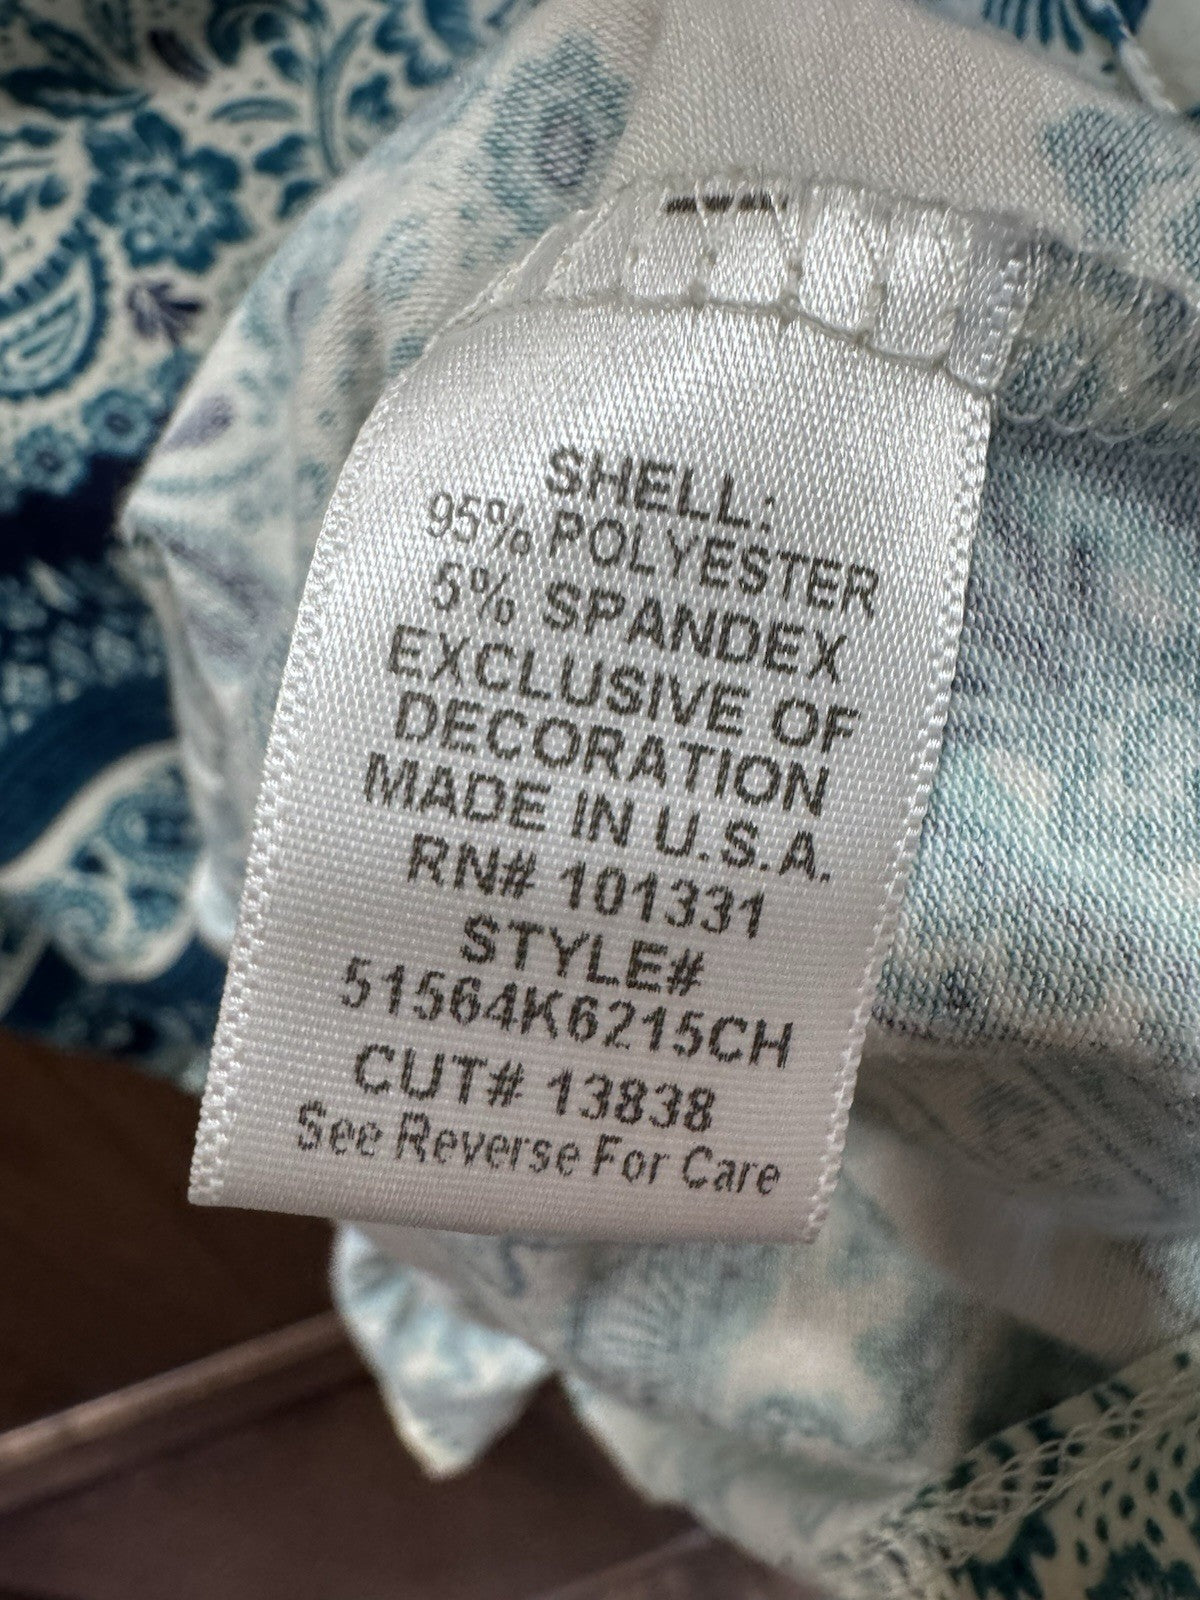 SHELL:
95% POLYESTER
5% SPANDEX
EXCLUSIVE OF
DECORATION
MADE IN U.S.A.
RN# 101331
STYLE#
51564K6215CH
CUT# 13838
See Reverse For Care